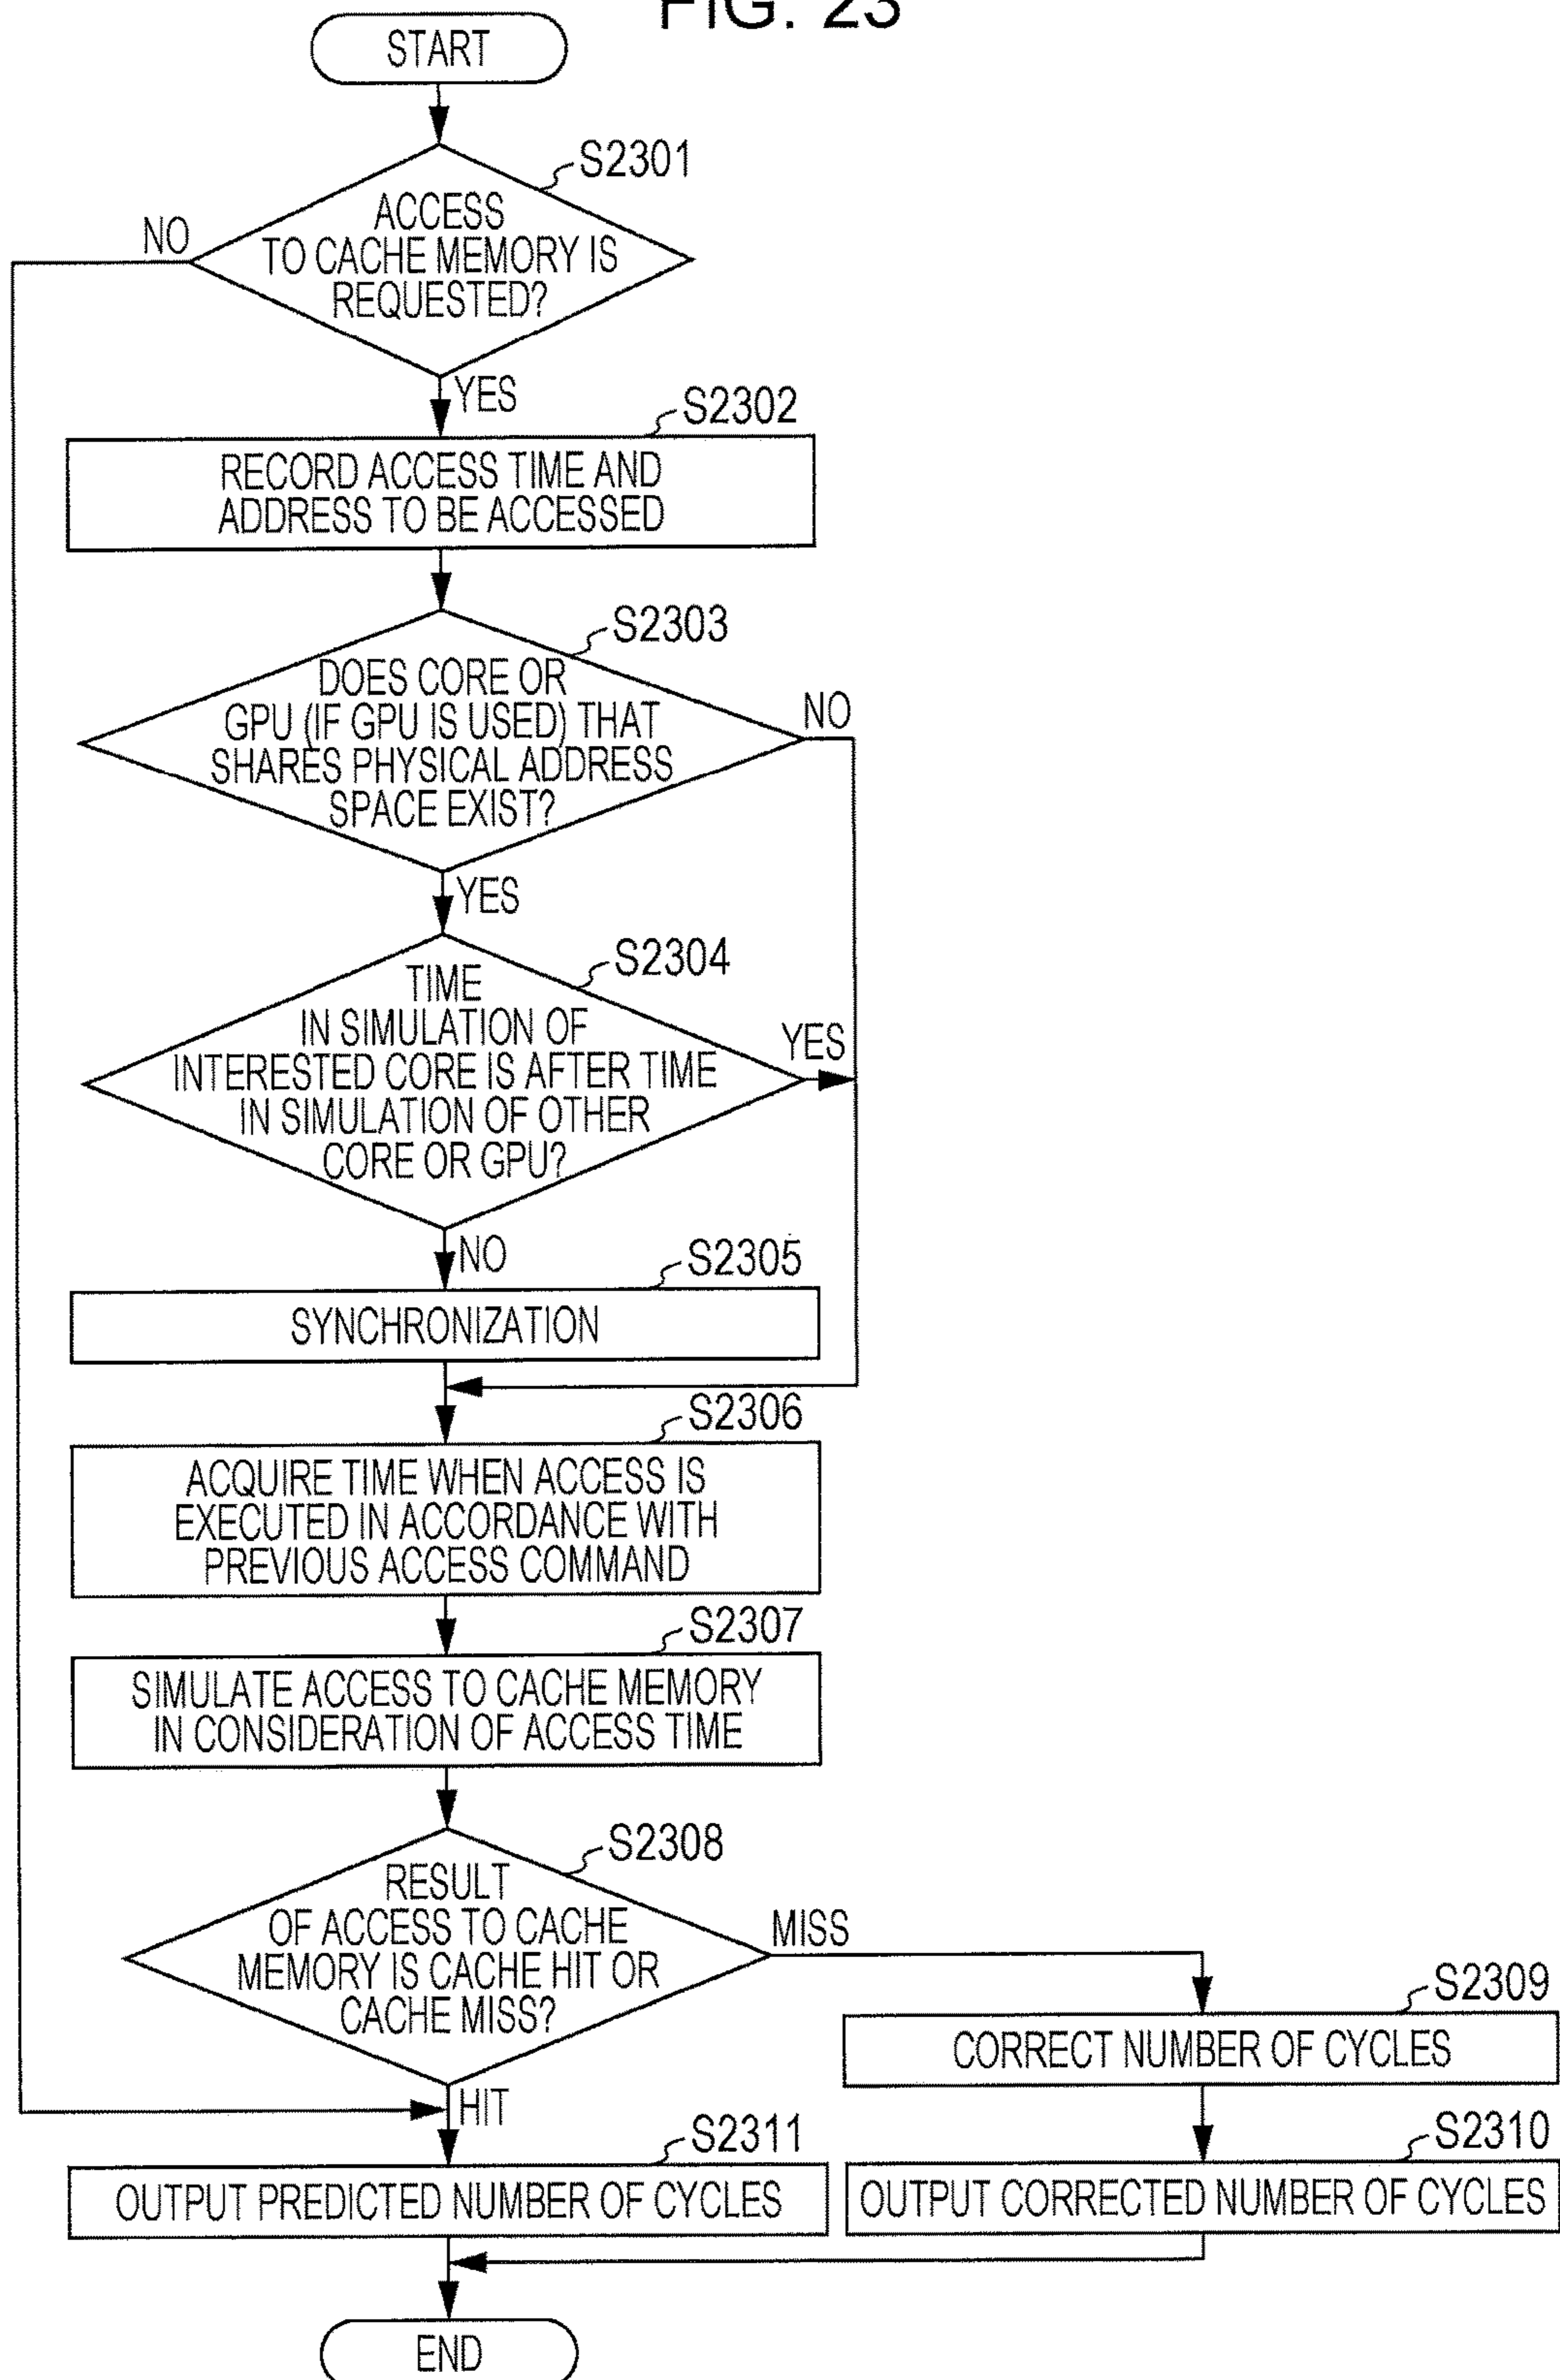 FIG. 23
START
S2301
ACCESS
TO CACHE MEMORY IS
REQUESTED?
NO
YES
S2302
RECORD ACCESS TIME AND
ADDRESS TO BE ACCESSED
S2303
DOES CORE OR
GPU (IF GPU IS USED) THAT
SHARES PHYSICAL ADDRESS
SPACE EXIST?
NO
YES
S2304
TIME
IN SIMULATION OF
INTERESTED CORE IS AFTER TIME
IN SIMULATION OF OTHER
CORE OR GPU?
YES
NO
S2305
SYNCHRONIZATION
S2306
ACQUIRE TIME WHEN ACCESS IS
EXECUTED IN ACCORDANCE WITH
PREVIOUS ACCESS COMMAND
S2307
SIMULATE ACCESS TO CACHE MEMORY
IN CONSIDERATION OF ACCESS TIME
S2308
RESULT
OF ACCESS TO CACHE
MEMORY IS CACHE HIT OR
CACHE MISS?
MISS
S2309
CORRECT NUMBER OF CYCLES
HIT
S2311
OUTPUT PREDICTED NUMBER OF CYCLES
S2310
OUTPUT CORRECTED NUMBER OF CYCLES
END